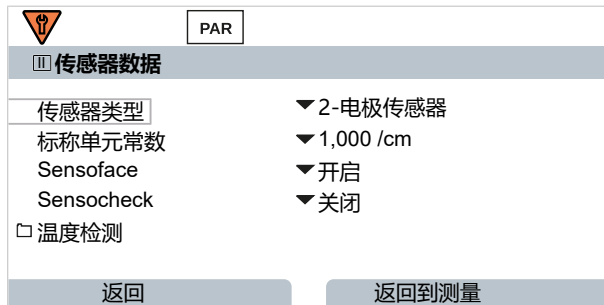 PAR
II 传感器数据
传感器类型 2-电极传感器
标称单元常数 1,000 /cm
Sensoface 开启
Sensocheck 关闭
温度检测
返回 返回到测量